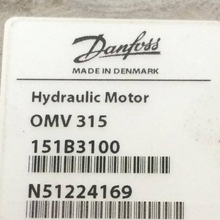 Danfoss
MADE IN DENMARK
Hydraulic Motor
OMV 315
151B3100
N51224169